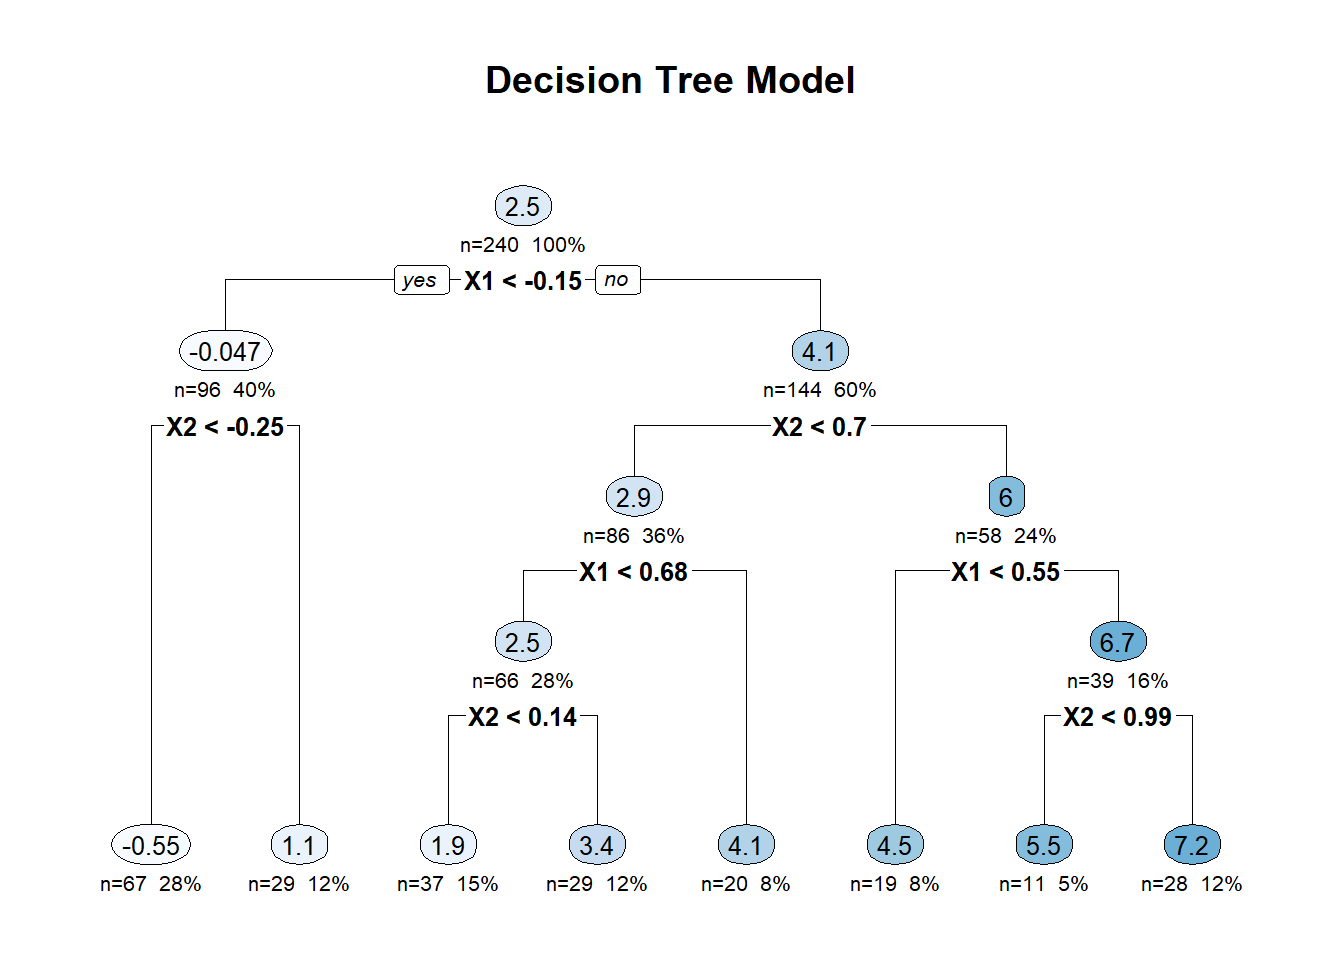 Decision Tree Model
2.5
n=240 100%
yes X1 < -0.15 no
-0.047 4.1
n=96 40% n=144 60%
X2 < -0.25 X2 < 0.7
2.9 6
n=86 36% n=58 24%
X1 < 0.68 X1 < 0.55
2.5 6.7
n=66 28% n=39 16%
X2 < 0.14 X2 < 0.99
-0.55 1.1 1.9 3.4 4.1 4.5 5.5 7.2
n=67 28% n=29 12% n=37 15% n=29 12% n=20 8% n=19 8% n=11 5% n=28 12%